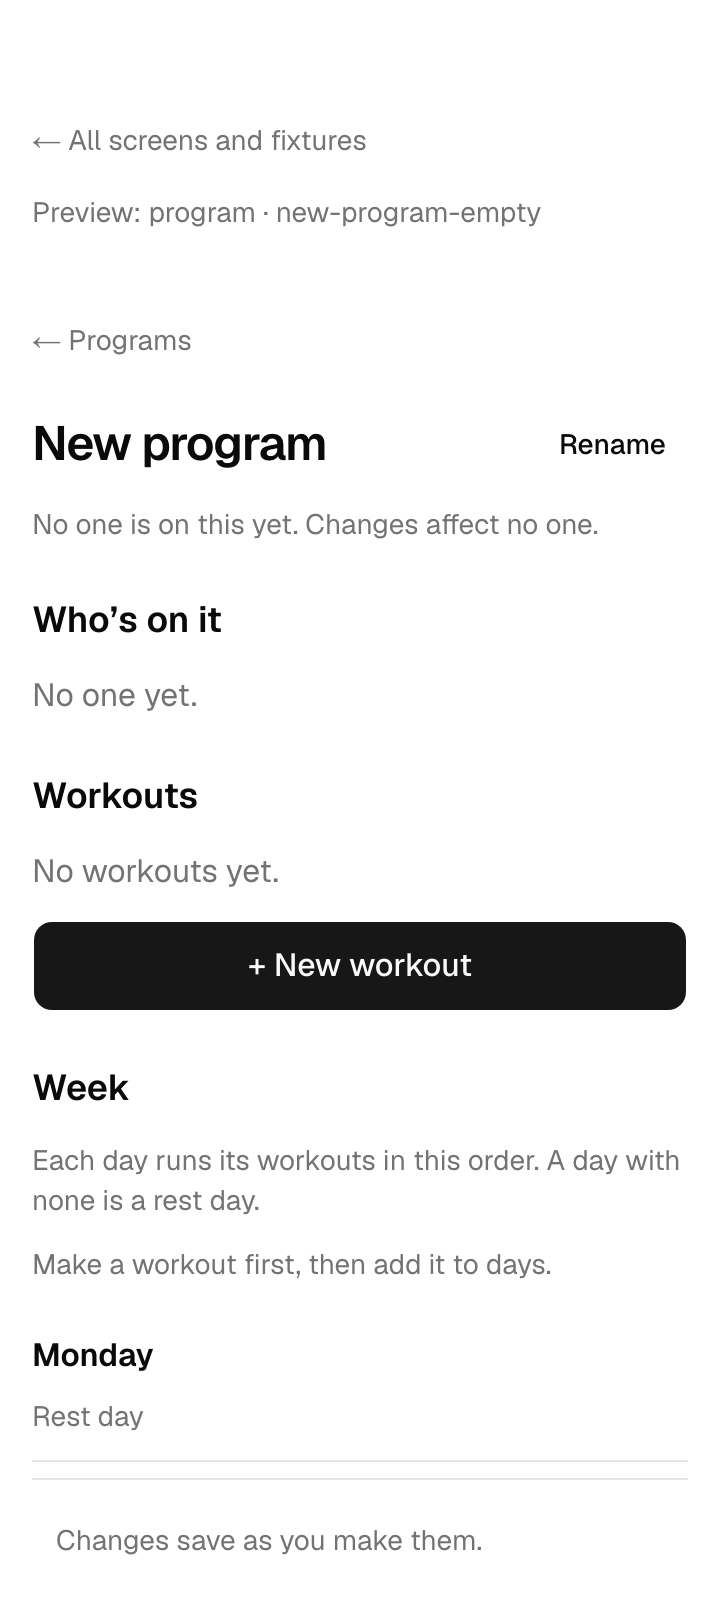 ← All screens and fixtures
Preview: program · new-program-empty
← Programs
New program
Rename
No one is on this yet. Changes affect no one.
Who’s on it
No one yet.
Workouts
No workouts yet.
+ New workout
Week
Each day runs its workouts in this order. A day with
none is a rest day.
Make a workout first, then add it to days.
Monday
Rest day
Changes save as you make them.